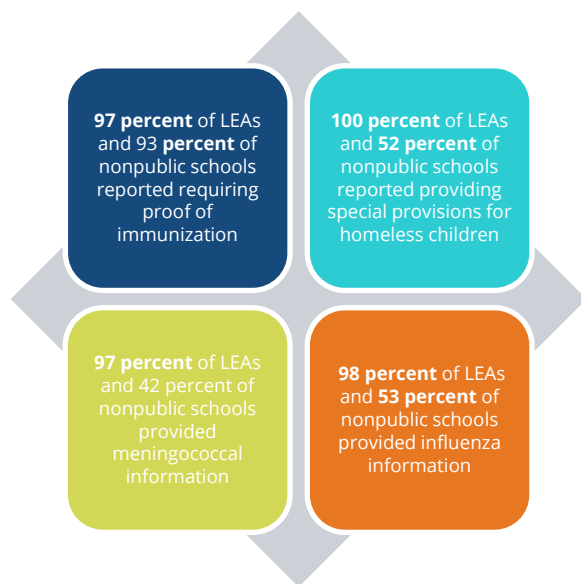 97 percent of LEAs
and 93 percent of
nonpublic schools
reported requiring
proof of
immunization
100 percent of LEAs
and 52 percent of
nonpublic schools
reported providing
special provisions for
homeless children
97 percent of LEAs
and 42 percent of
nonpublic schools
provided
meningococcal
information
98 percent of LEAs
and 53 percent of
nonpublic schools
provided influenza
information